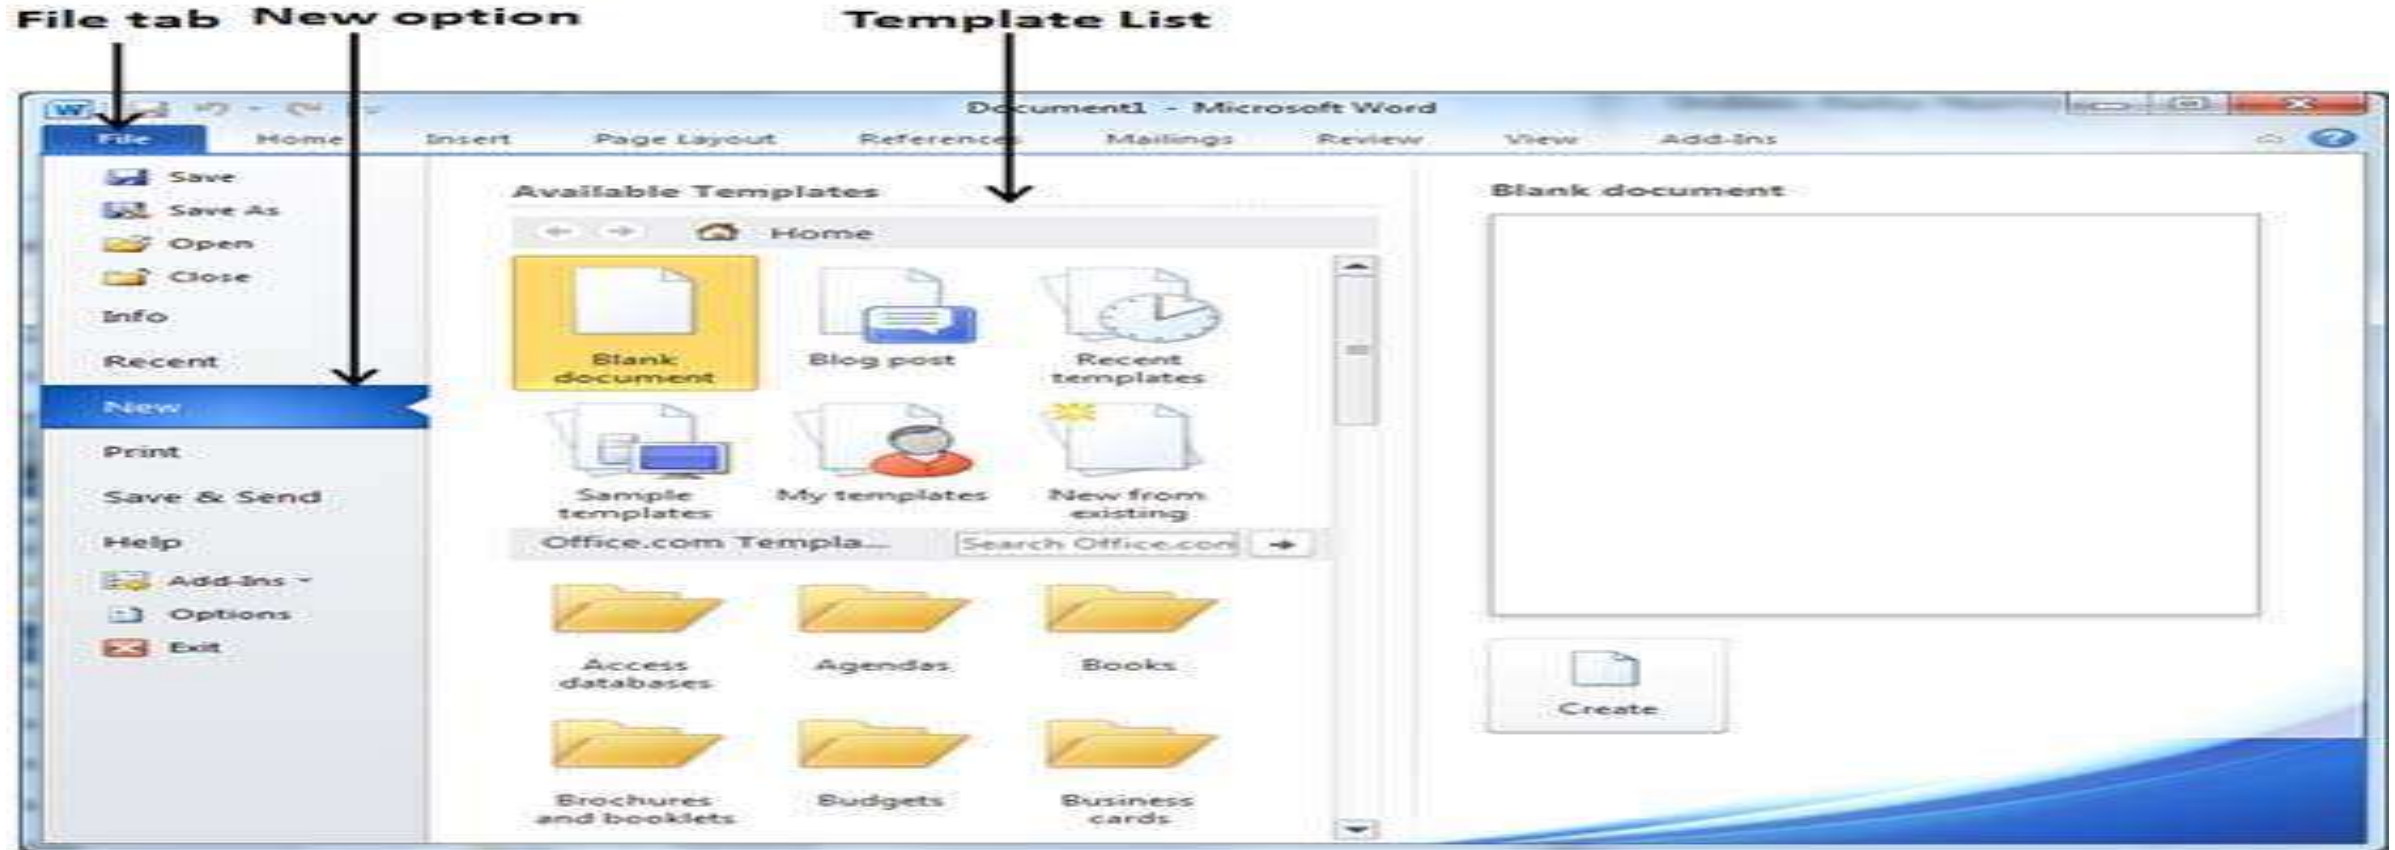 File tab New option Template List
Document1 - Microsoft Word
File Home Insert Page Layout References Mailings Review View Add-Ins
Save
Save As
Open
Close
Info
Recent
New
Print
Save & Send
Help
Add-Ins
Options
Exit
Available Templates
Home
Blank
document
Blog post
Recent
templates
Sample
templates
My templates
New from
existing
Office.com Templa... Search Office.com
Access
databases
Agendas
Books
Brochures
and booklets
Budgets
Business
cards
Blank document
Create